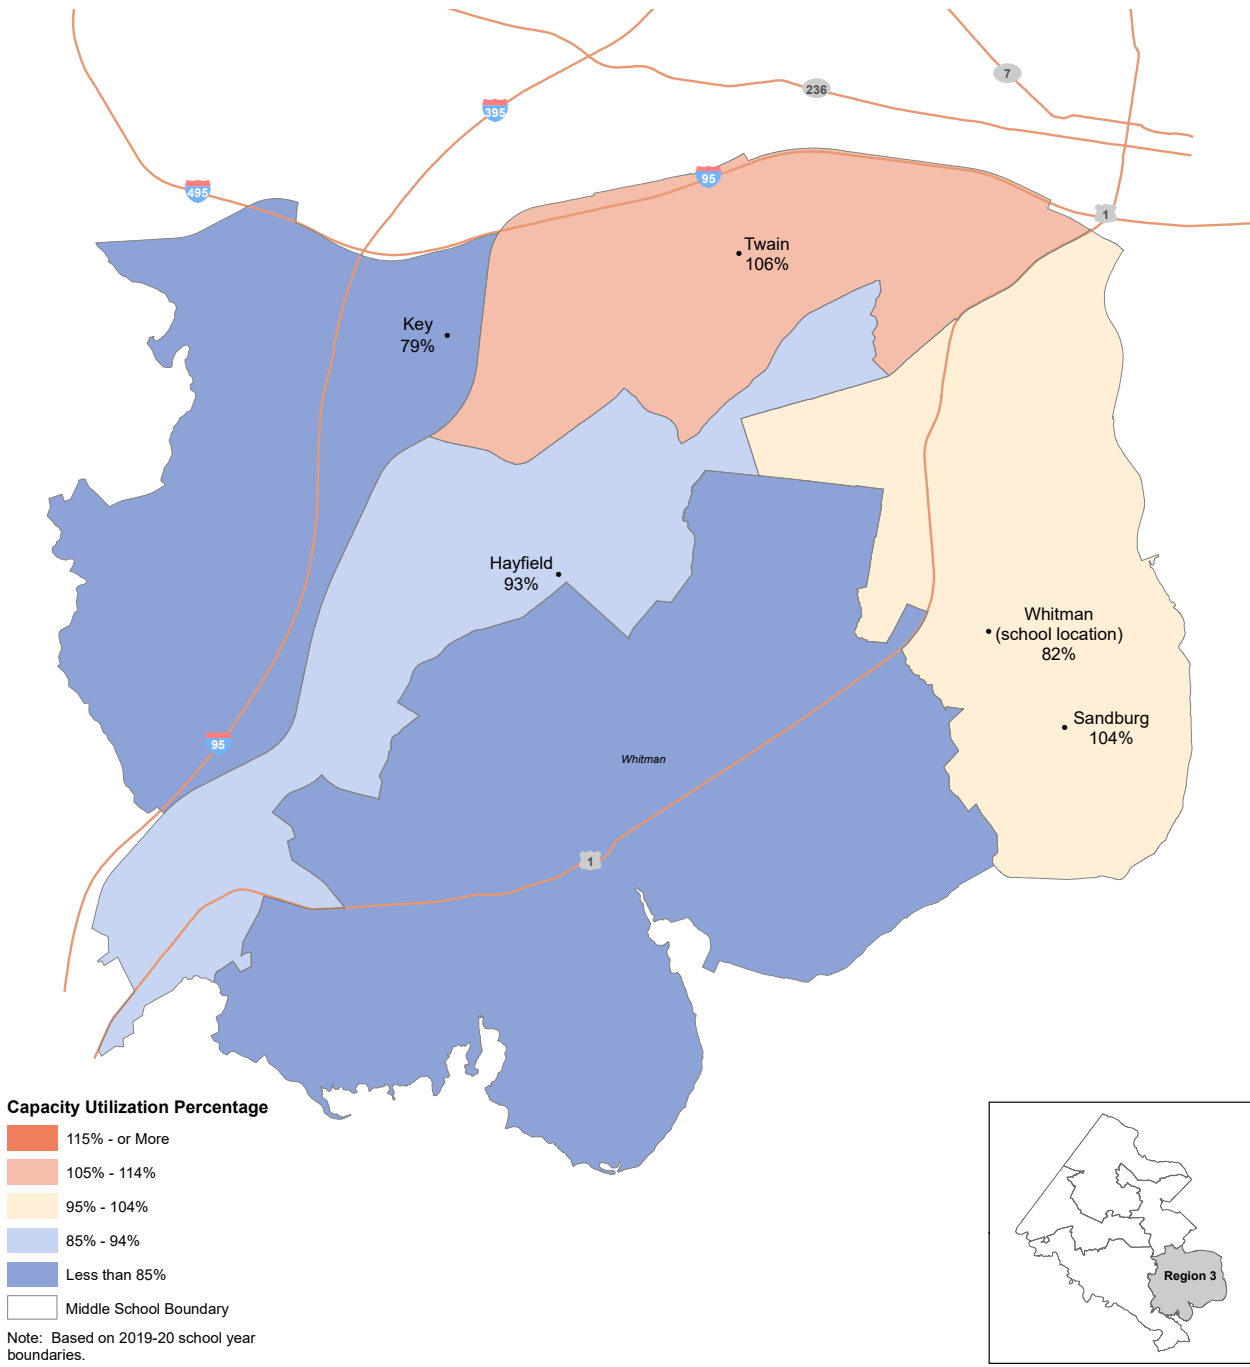 7
236
395
495
95
1
Twain
106%
Key
79%
Hayfield
93%
Whitman
(school location)
82%
Sandburg
104%
95
Whitman
1
Capacity Utilization Percentage
115% - or More
105% - 114%
95% - 104%
85% - 94%
Less than 85%
Middle School Boundary
Note:  Based on 2019-20 school year
boundaries.
Region 3